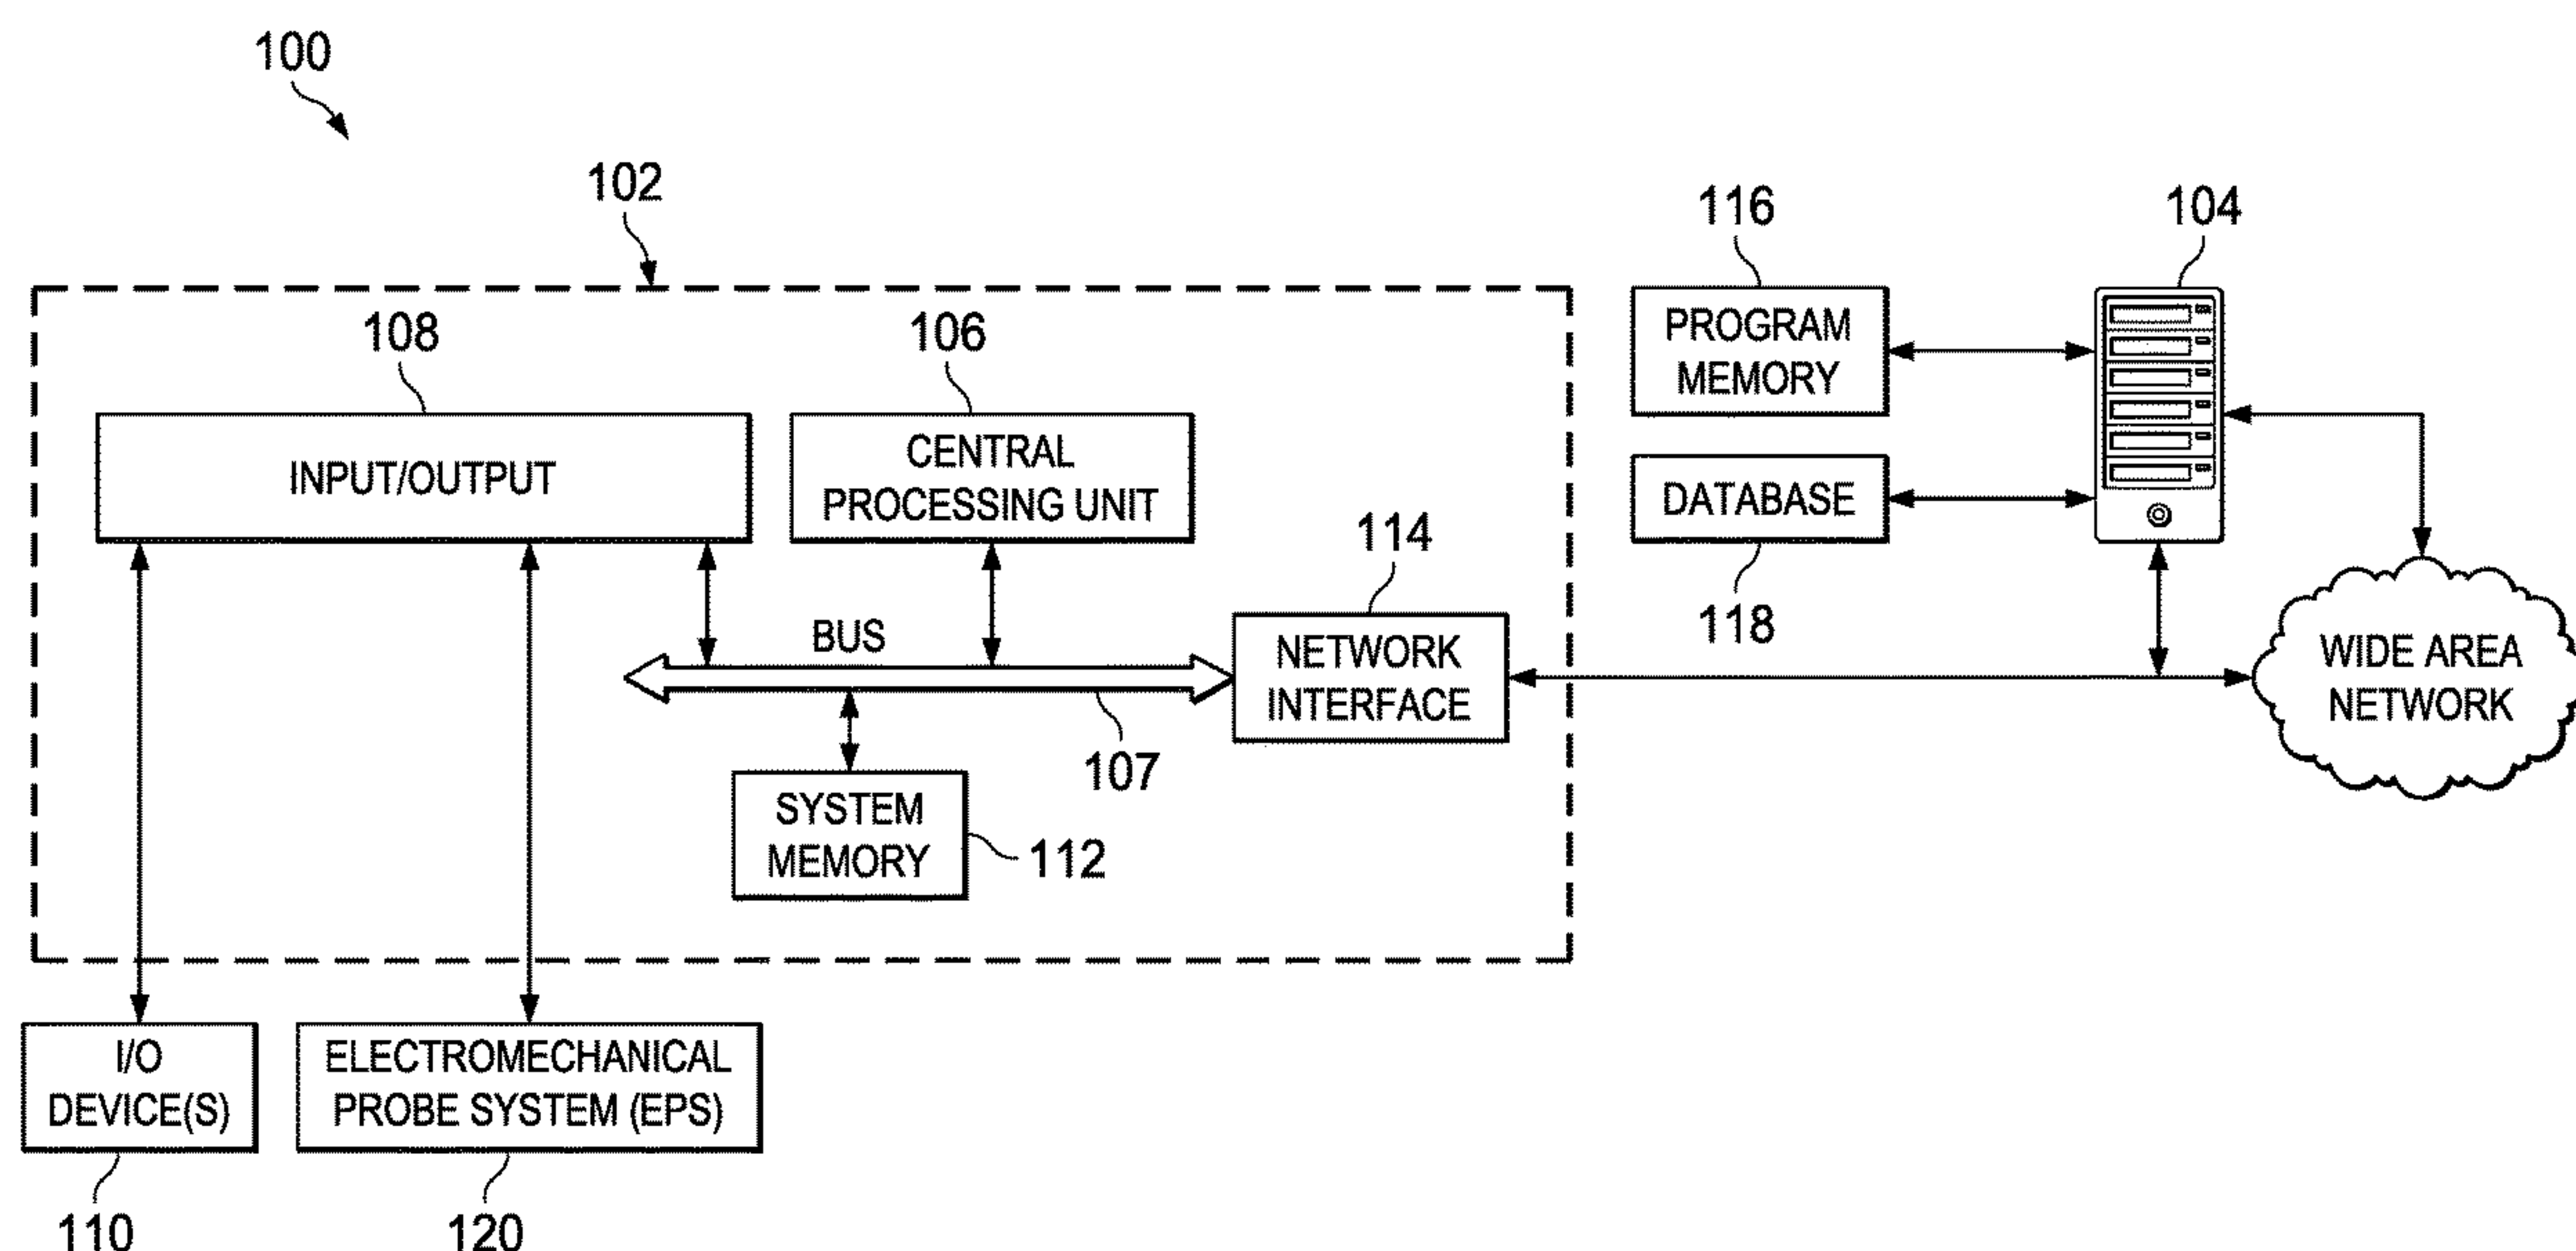 100
102
116
104
108
106
PROGRAM
MEMORY
INPUT/OUTPUT
CENTRAL
PROCESSING UNIT
DATABASE
114
118
BUS
NETWORK
INTERFACE
WIDE AREA
NETWORK
107
SYSTEM
MEMORY
112
I/O
DEVICE(S)
ELECTROMECHANICAL
PROBE SYSTEM (EPS)
110
120